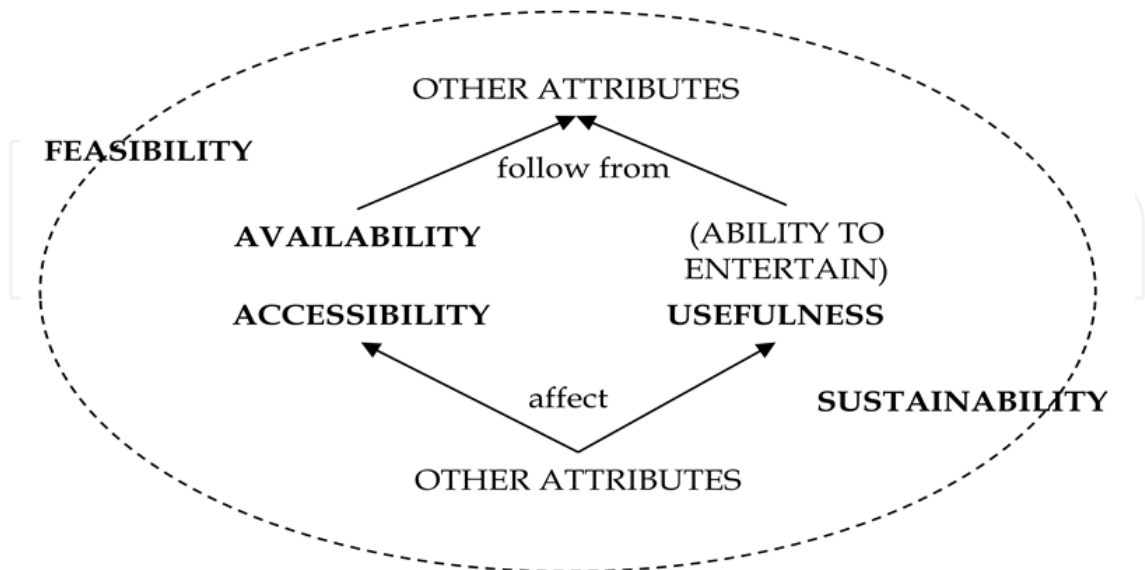 OTHER ATTRIBUTES
FEASIBILITY
follow from
AVAILABILITY
(ABILITY TO
ENTERTAIN)
ACCESSIBILITY
USEFULNESS
affect
SUSTAINABILITY
OTHER ATTRIBUTES